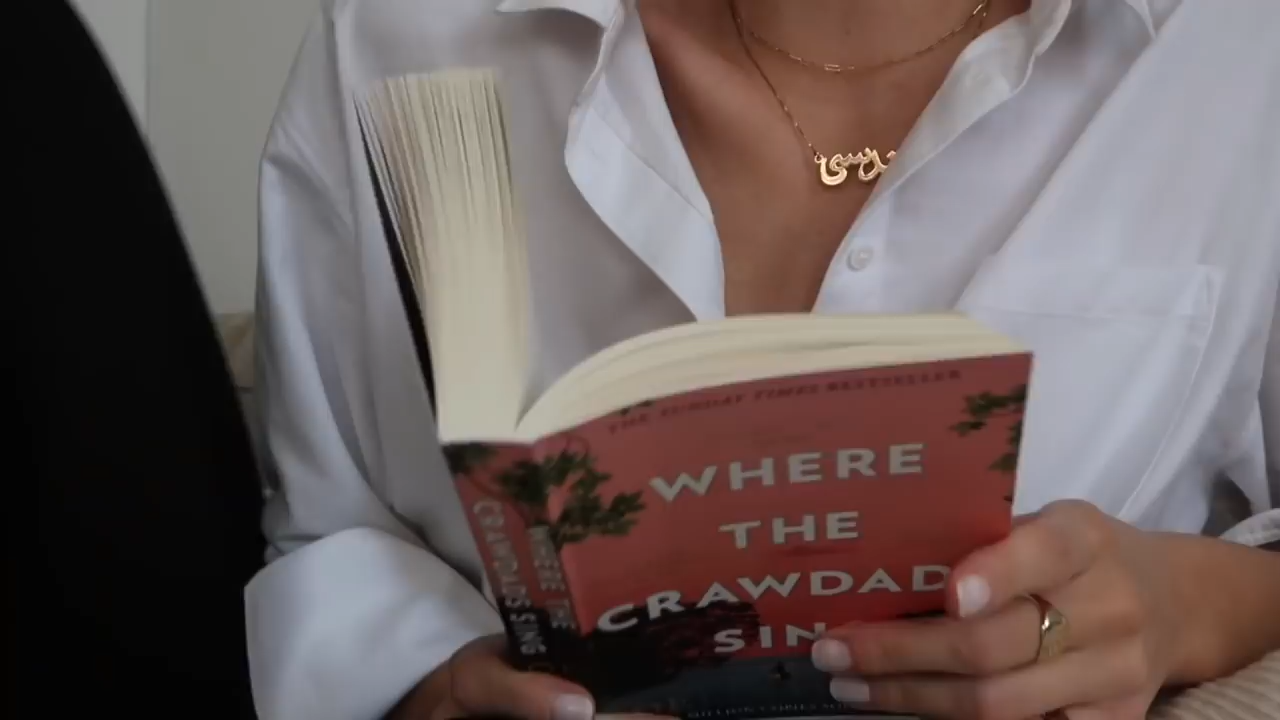 THE SUNDAY TIMES BESTSELLER
WHERE
THE
CRAWDAD
SIN
WHERE THE
CRAWDADS SING